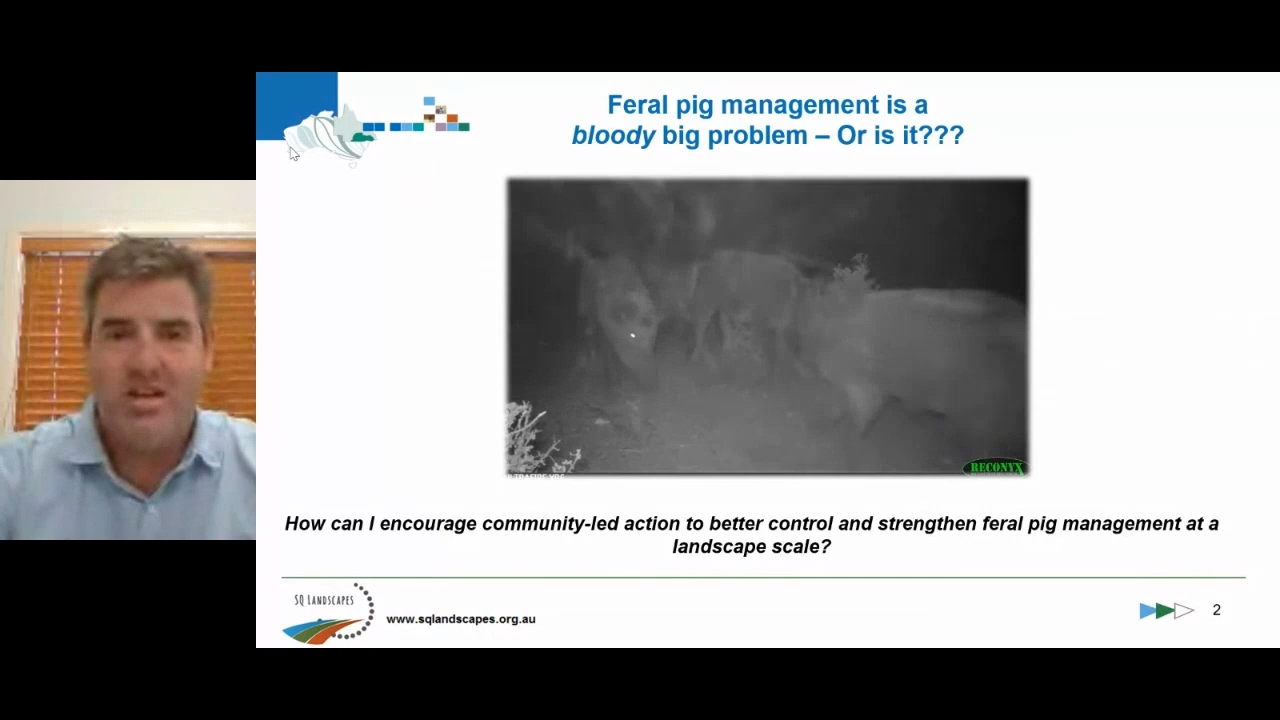 Feral pig management is a
bloody big problem – Or is it???
RECONYX
How can I encourage community-led action to better control and strengthen feral pig management at a
landscape scale?
SQ LANDSCAPES
www.sqlandscapes.org.au
2